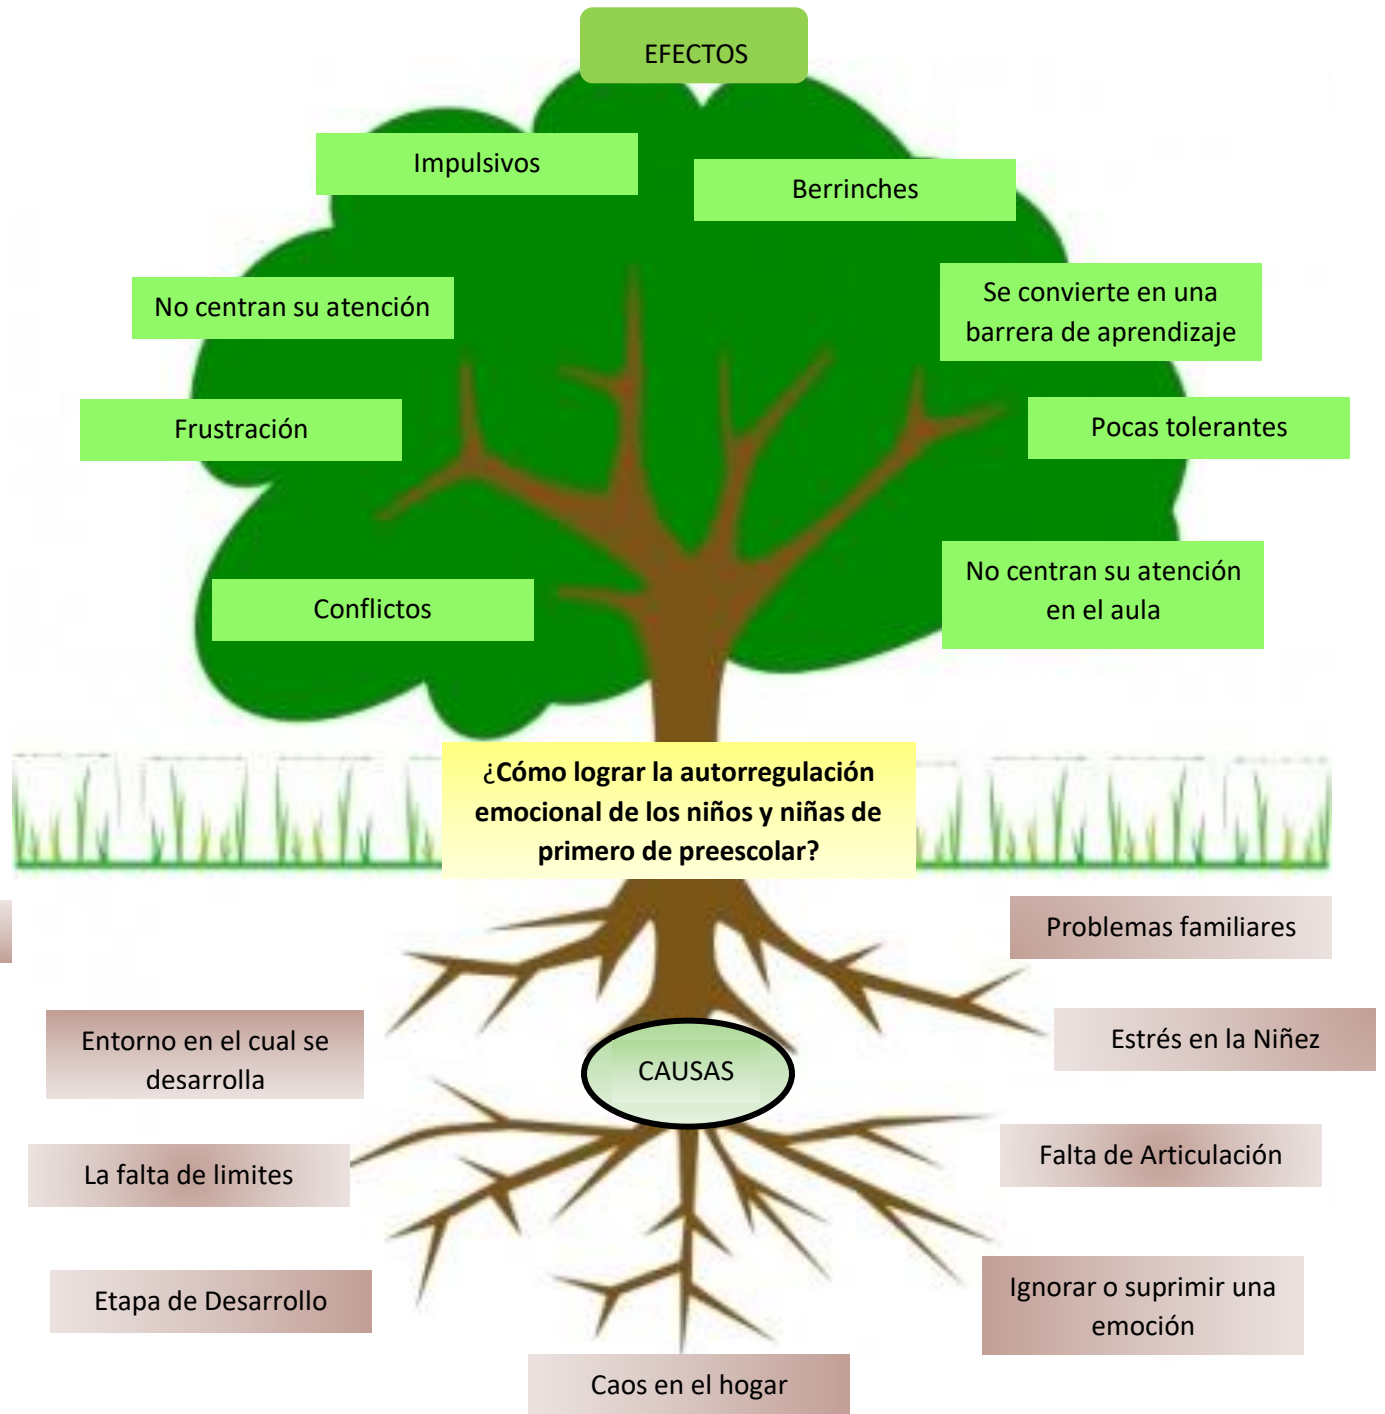 EFECTOS
Impulsivos
Berrinches
No centran su atención
Se convierte en una
barrera de aprendizaje
Frustración
Pocas tolerantes
No centran su atención
en el aula
Conflictos
¿Cómo lograr la autorregulación
emocional de los niños y niñas de
primero de preescolar?
Problemas familiares
Entorno en el cual se
desarrolla
Estrés en la Niñez
CAUSAS
La falta de limites
Falta de Articulación
Etapa de Desarrollo
Ignorar o suprimir una
emoción
Caos en el hogar